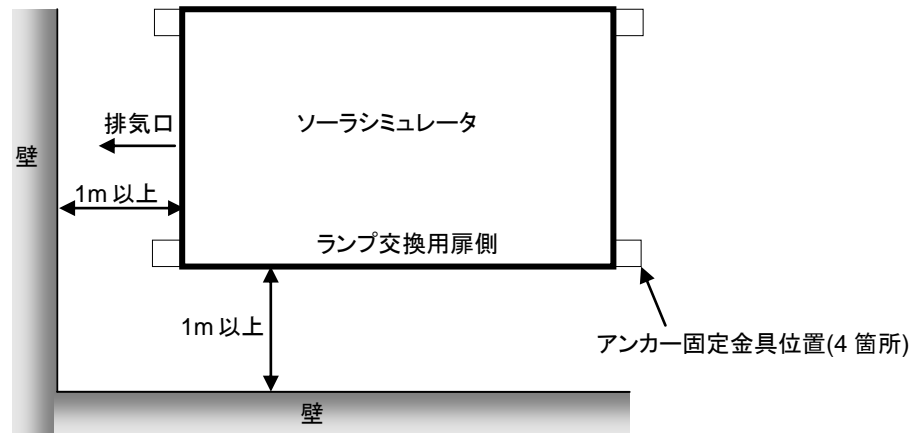 排気口
ソーラシミュレータ
壁
1m 以上
ランプ交換用扉側
1m 以上
アンカー固定金具位置(4 箇所)
壁